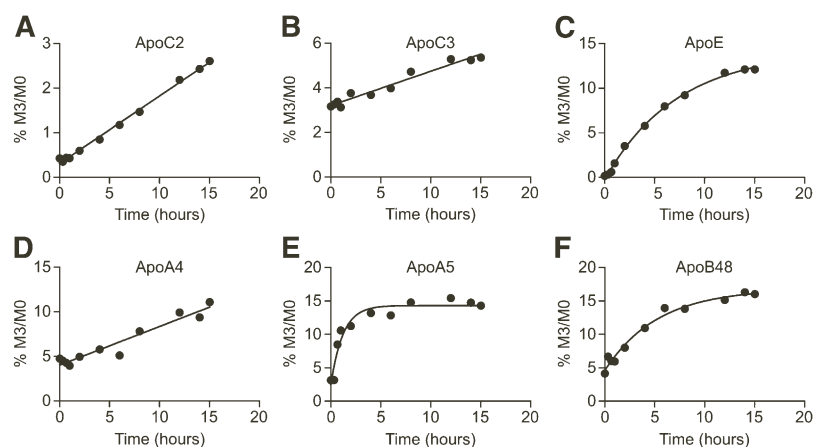 A
ApoC2
% M3/M0
3
2
1
0
0 5 10 15 20
Time (hours)
B
ApoC3
% M3/M0
6
4
2
0
0 5 10 15 20
Time (hours)
C
ApoE
% M3/M0
15
10
5
0
0 5 10 15 20
Time (hours)
D
ApoA4
% M3/M0
15
10
5
0
0 5 10 15 20
Time (hours)
E
ApoA5
% M3/M0
20
15
10
5
0
0 5 10 15 20
Time (hours)
F
ApoB48
% M3/M0
20
15
10
5
0
0 5 10 15 20
Time (hours)